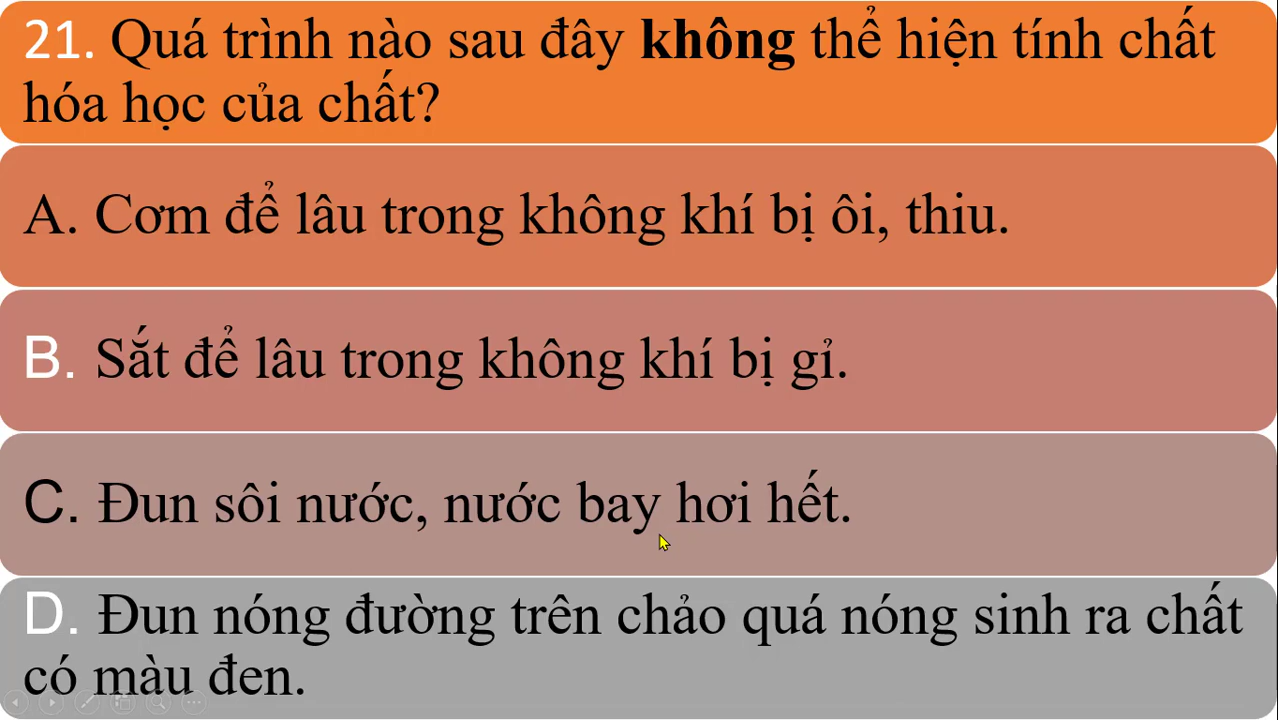 21. Quá trình nào sau đây không thể hiện tính chất
hóa học của chất?
A. Cơm để lâu trong không khí bị ôi, thiu.
B. Sắt để lâu trong không khí bị gỉ.
C. Đun sôi nước, nước bay hơi hết.
D. Đun nóng đường trên chảo quá nóng sinh ra chất
có màu đen.